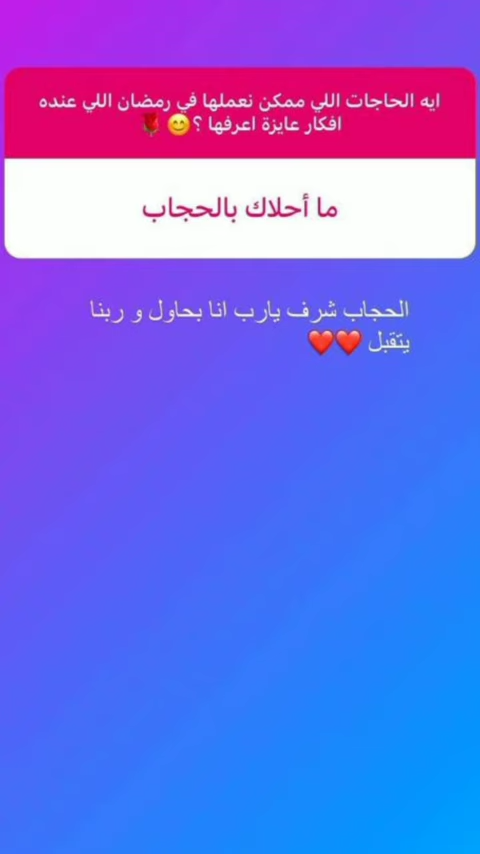 ايه الحاجات اللي ممكن نعملها في رمضان اللي عنده
افكار عايزة اعرفها ؟😊🌹
ما أحلاك بالحجاب
الحجاب شرف يارب انا بحاول و ربنا
يتقبل ❤️❤️